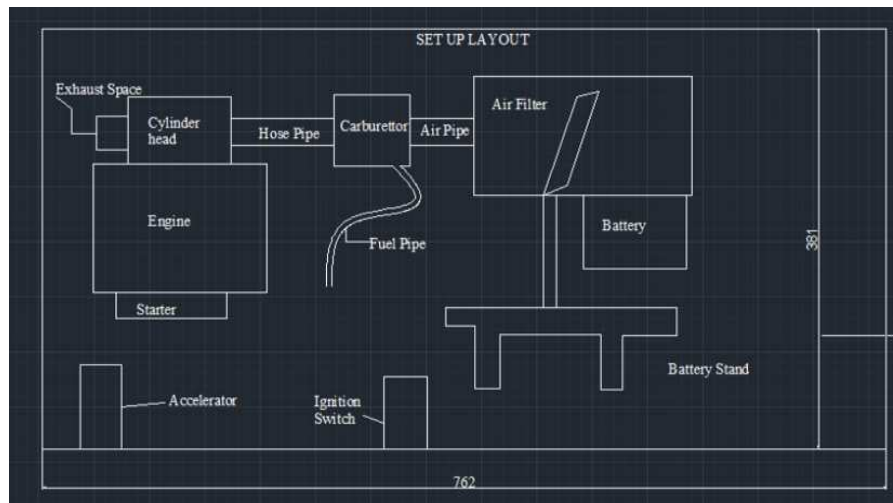 SET UP LAYOUT
Exhaust Space
Cylinder
head
Hose Pipe
Carburettor
Air Pipe
Air Filter
Engine
Fuel Pipe
Battery
381
Starter
Accelerator
Ignition
Switch
Battery Stand
762